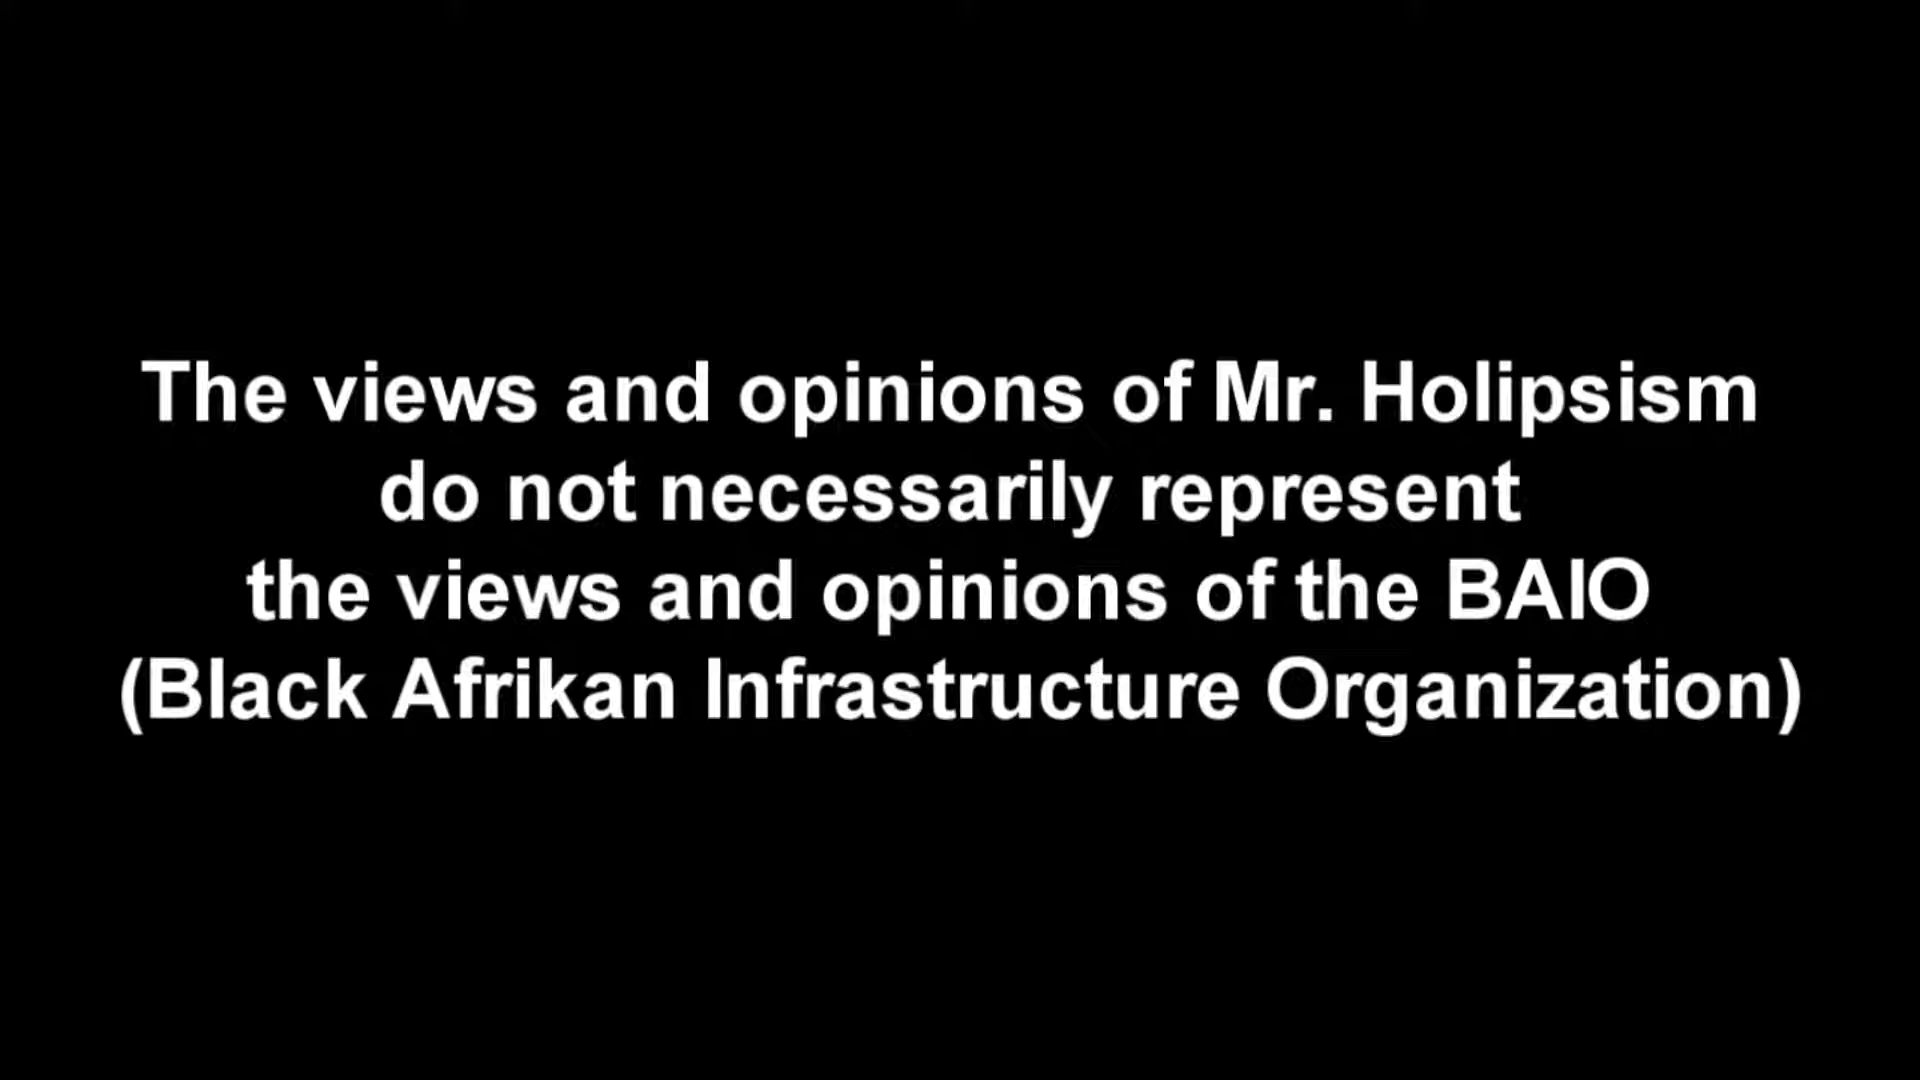 The views and opinions of Mr. Holipsism
do not necessarily represent
the views and opinions of the BAIO
(Black Afrikan Infrastructure Organization)